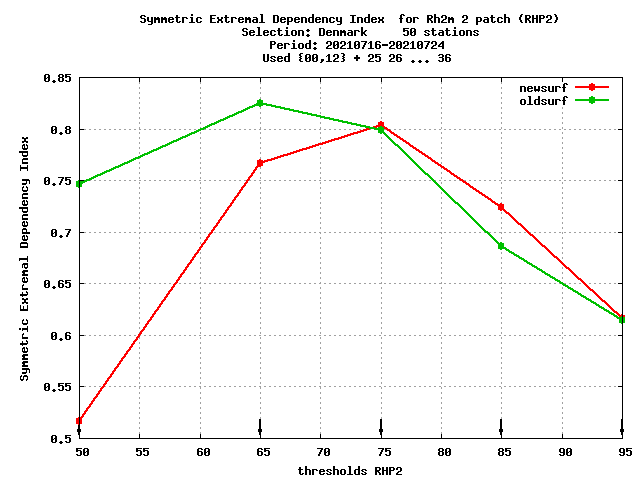 Symmetric Extremal Dependency Index  for Rh2m 2 patch (RHP2)
Selection: Denmark     50 stations
Period: 20210716-20210724
Used {00,12} + 25 26 ... 36
newsurf
oldsurf
Symmetric Extremal Dependency Index
0.85
0.8
0.75
0.7
0.65
0.6
0.55
0.5
50 55 60 65 70 75 80 85 90 95
thresholds RHP2